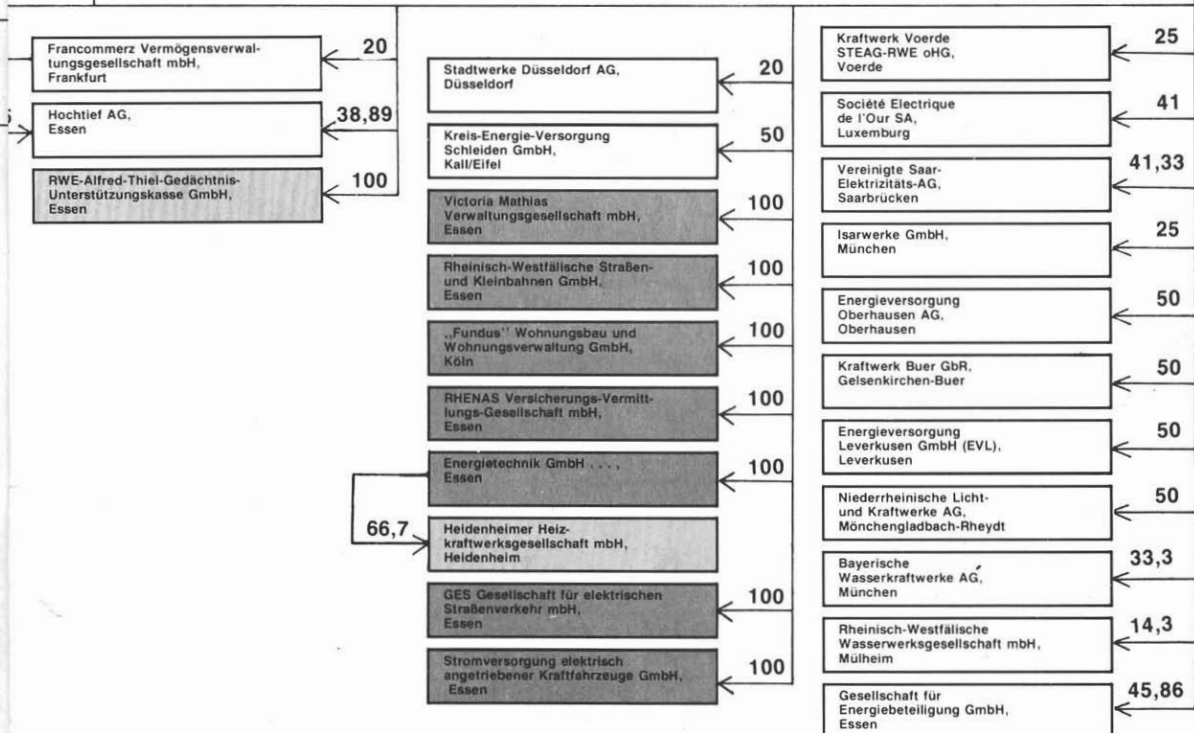 Francommerz Vermögensverwal-
tungsgesellschaft mbH,
Frankfurt
20
Hochtief AG,
Essen
38,89
RWE-Alfred-Thiel-Gedächtnis-
Unterstützungskasse GmbH,
Essen
100
Stadtwerke Düsseldorf AG,
Düsseldorf
20
Kreis-Energie-Versorgung
Schleiden GmbH,
Kall/Eifel
50
Victoria Mathias
Verwaltungsgesellschaft mbH,
Essen
100
Rheinisch-Westfälische Straßen-
und Kleinbahnen GmbH,
Essen
100
„Fundus" Wohnungsbau und
Wohnungsverwaltung GmbH,
Köln
100
RHENAS Versicherungs-Vermitt-
lungs-Gesellschaft mbH,
Essen
100
Energietechnik GmbH . . . ,
Essen
100
66,7
Heidenheimer Heiz-
kraftwerksgesellschaft mbH,
Heidenheim
GES Gesellschaft für elektrischen
Straßenverkehr mbH,
Essen
100
Stromversorgung elektrisch
angetriebener Kraftfahrzeuge GmbH,
Essen
100
Kraftwerk Voerde
STEAG-RWE oHG,
Voerde
25
Société Electrique
de l'Our SA,
Luxemburg
41
Vereinigte Saar-
Elektrizitäts-AG,
Saarbrücken
41,33
Isarwerke GmbH,
München
25
Energieversorgung
Oberhausen AG,
Oberhausen
50
Kraftwerk Buer GbR,
Gelsenkirchen-Buer
50
Energieversorgung
Leverkusen GmbH (EVL),
Leverkusen
50
Niederrheinische Licht-
und Kraftwerke AG,
Mönchengladbach-Rheydt
50
Bayerische
Wasserkraftwerke AG,
München
33,3
Rheinisch-Westfälische
Wasserwerksgesellschaft mbH,
Mülheim
14,3
Gesellschaft für
Energiebeteiligung GmbH,
Essen
45,86